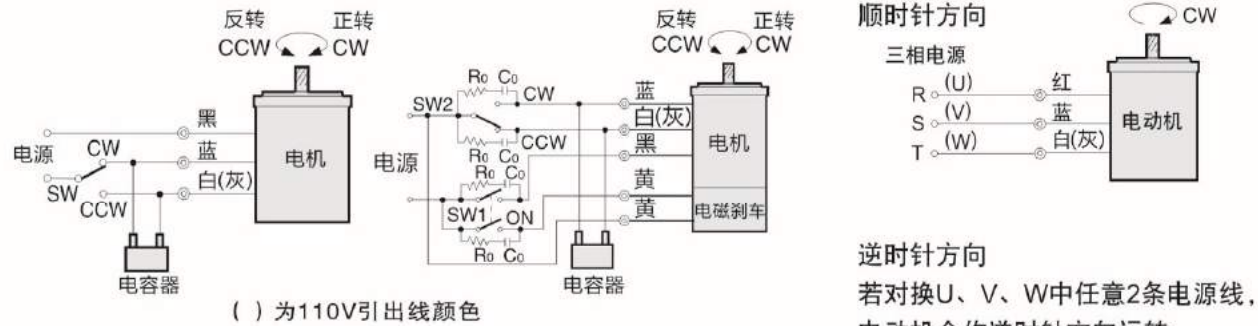 反转 正转
CCW CW
黑
电源
CW
蓝
电机
SW
白(灰)
CCW
电容器
反转 正转
CCW CW
R0 C0
CW
蓝
SW2
白(灰)
CCW
黑
R0 C0
电机
电源
R0 C0
黄
SW1
ON
黄
电磁刹车
R0 C0
电容器
( ) 为110V引出线颜色
顺时针方向
CW
三相电源
R (U) 红
S (V) 蓝
电动机
T (W) 白(灰)
逆时针方向
若对换U、V、W中任意2条电源线，